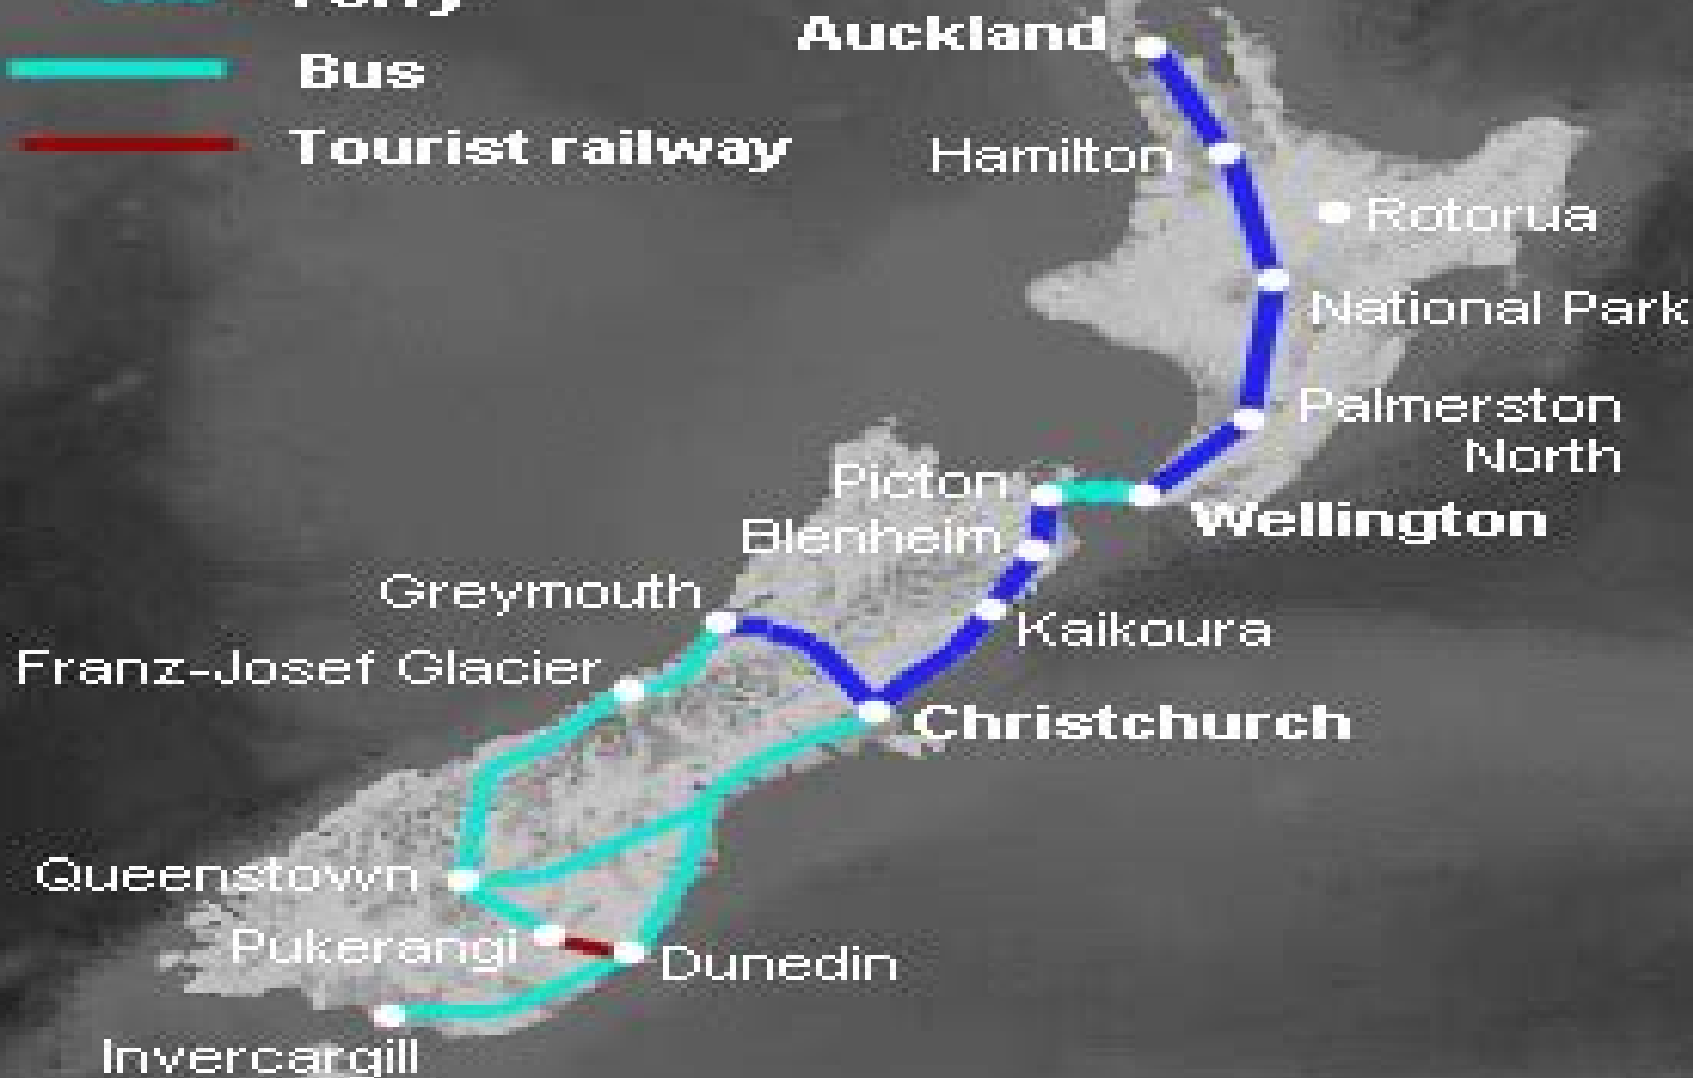 Ferry
Auckland
Bus
Tourist railway
Hamilton
Rotorua
National Park
Palmerston
North
Picton
Wellington
Blenheim
Greymouth
Kaikoura
Franz-Josef Glacier
Christchurch
Queenstown
Pukerangi
Dunedin
Invercargill